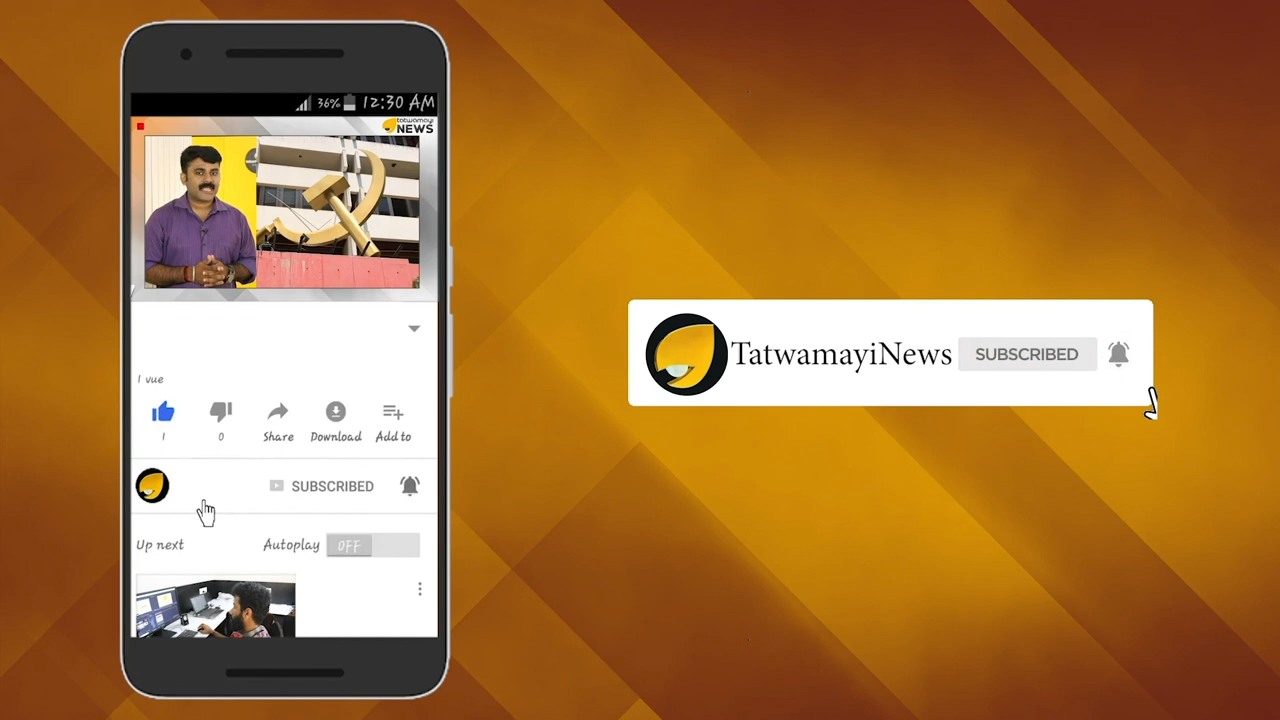 36% 12:30 AM
tatwamayi
NEWS
1 vue
1 0 Share Download Add to
SUBSCRIBED
Up next Autoplay OFF
TatwamayiNews SUBSCRIBED